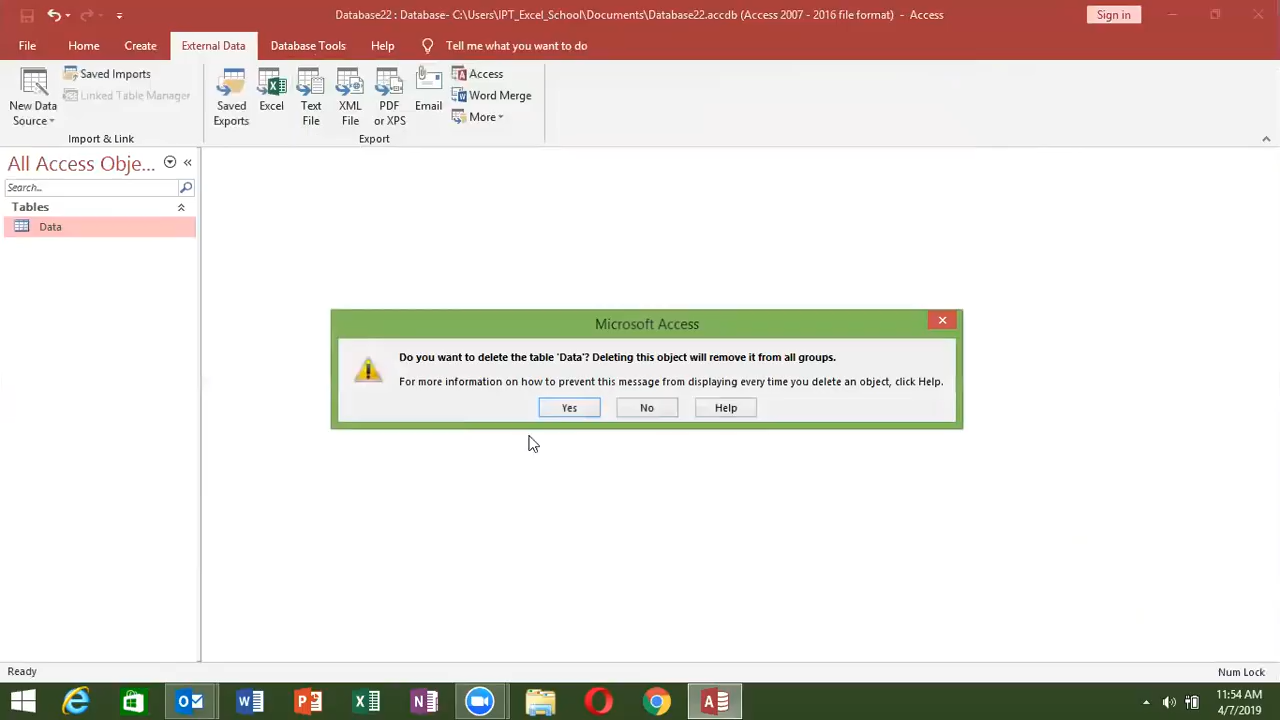 Database22 : Database- C:\Users\IPT_Excel_School\Documents\Database22.accdb (Access 2007 - 2016 file format) - Access
Sign in
File Home Create External Data Database Tools Help Tell me what you want to do
New Data Source
Saved Imports
Linked Table Manager
Import & Link
Saved Exports
Excel
Text File
XML File
PDF or XPS
Email
Access
Word Merge
More
Export
All Access Obje...
Search...
Tables
Data
Microsoft Access
Do you want to delete the table 'Data'? Deleting this object will remove it from all groups.
For more information on how to prevent this message from displaying every time you delete an object, click Help.
Yes No Help
Ready
Num Lock
11:54 AM
4/7/2019